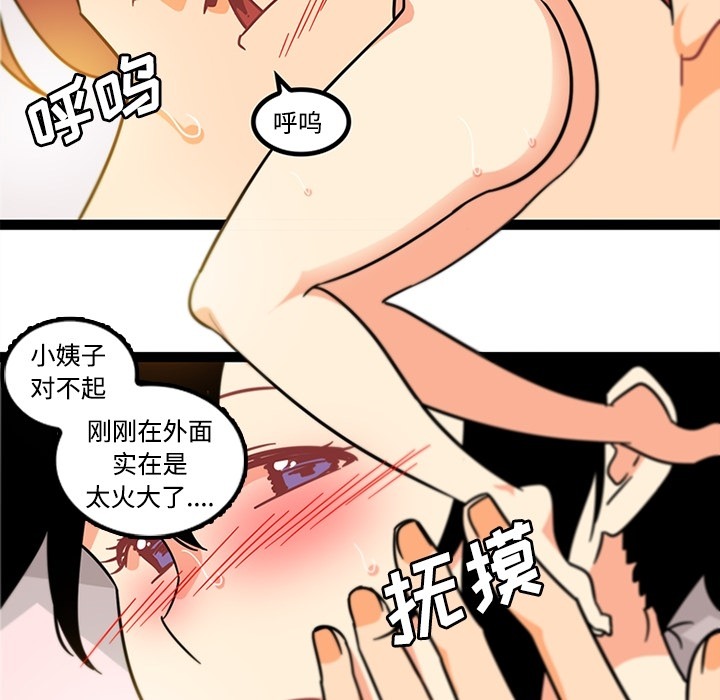 呼呜
呼呜
小姨子
对不起
刚刚在外面
实在是
太火大了....
抚摸